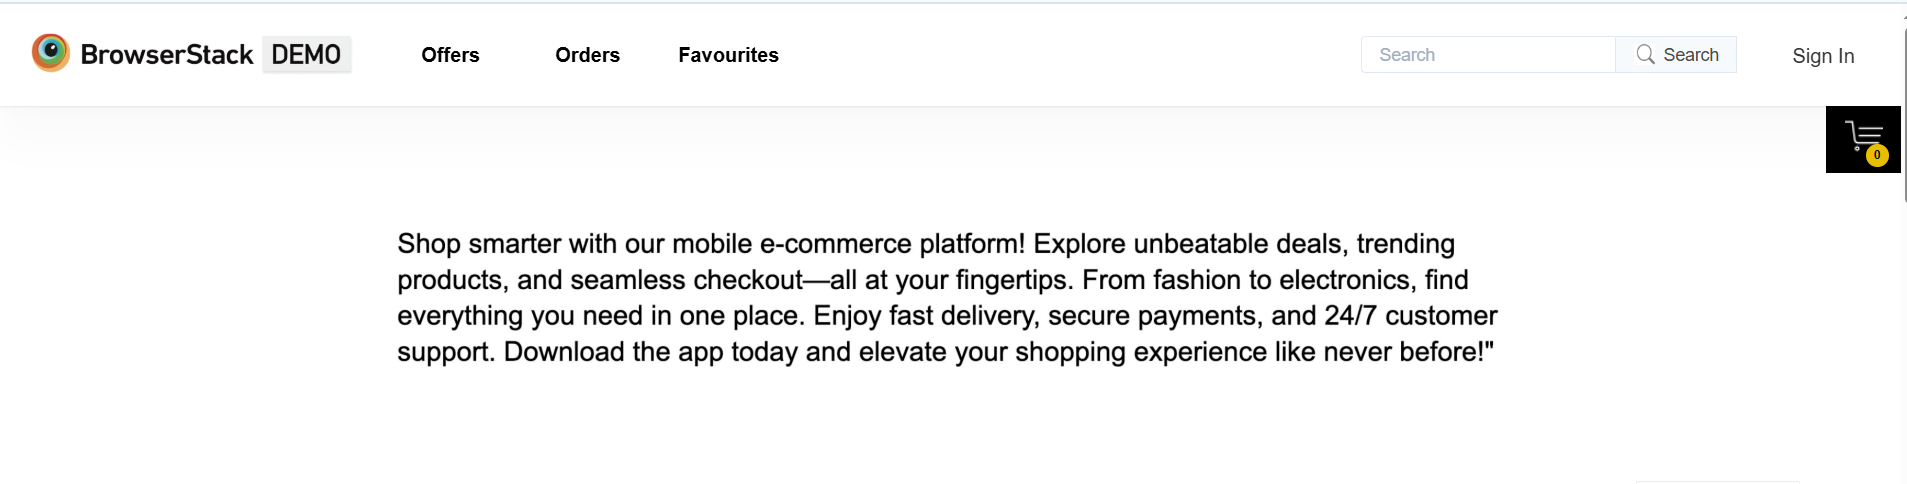 BrowserStack DEMO Offers Orders Favourites Search Search Sign In
0
Shop smarter with our mobile e-commerce platform! Explore unbeatable deals, trending
products, and seamless checkout—all at your fingertips. From fashion to electronics, find
everything you need in one place. Enjoy fast delivery, secure payments, and 24/7 customer
support. Download the app today and elevate your shopping experience like never before!"